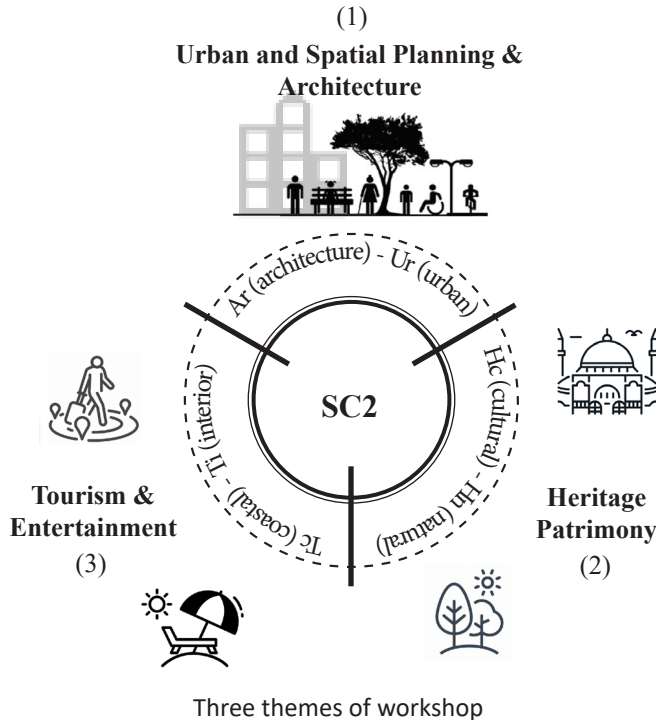 (1)
Urban and Spatial Planning &
Architecture
Ar (architecture) - Ur (urban)
Hc (cultural) - Hn (natural)
Tc (coastal) - Ti (interior)
SC2
Tourism &
Entertainment
(3)
Heritage
Patrimony
(2)
Three themes of workshop